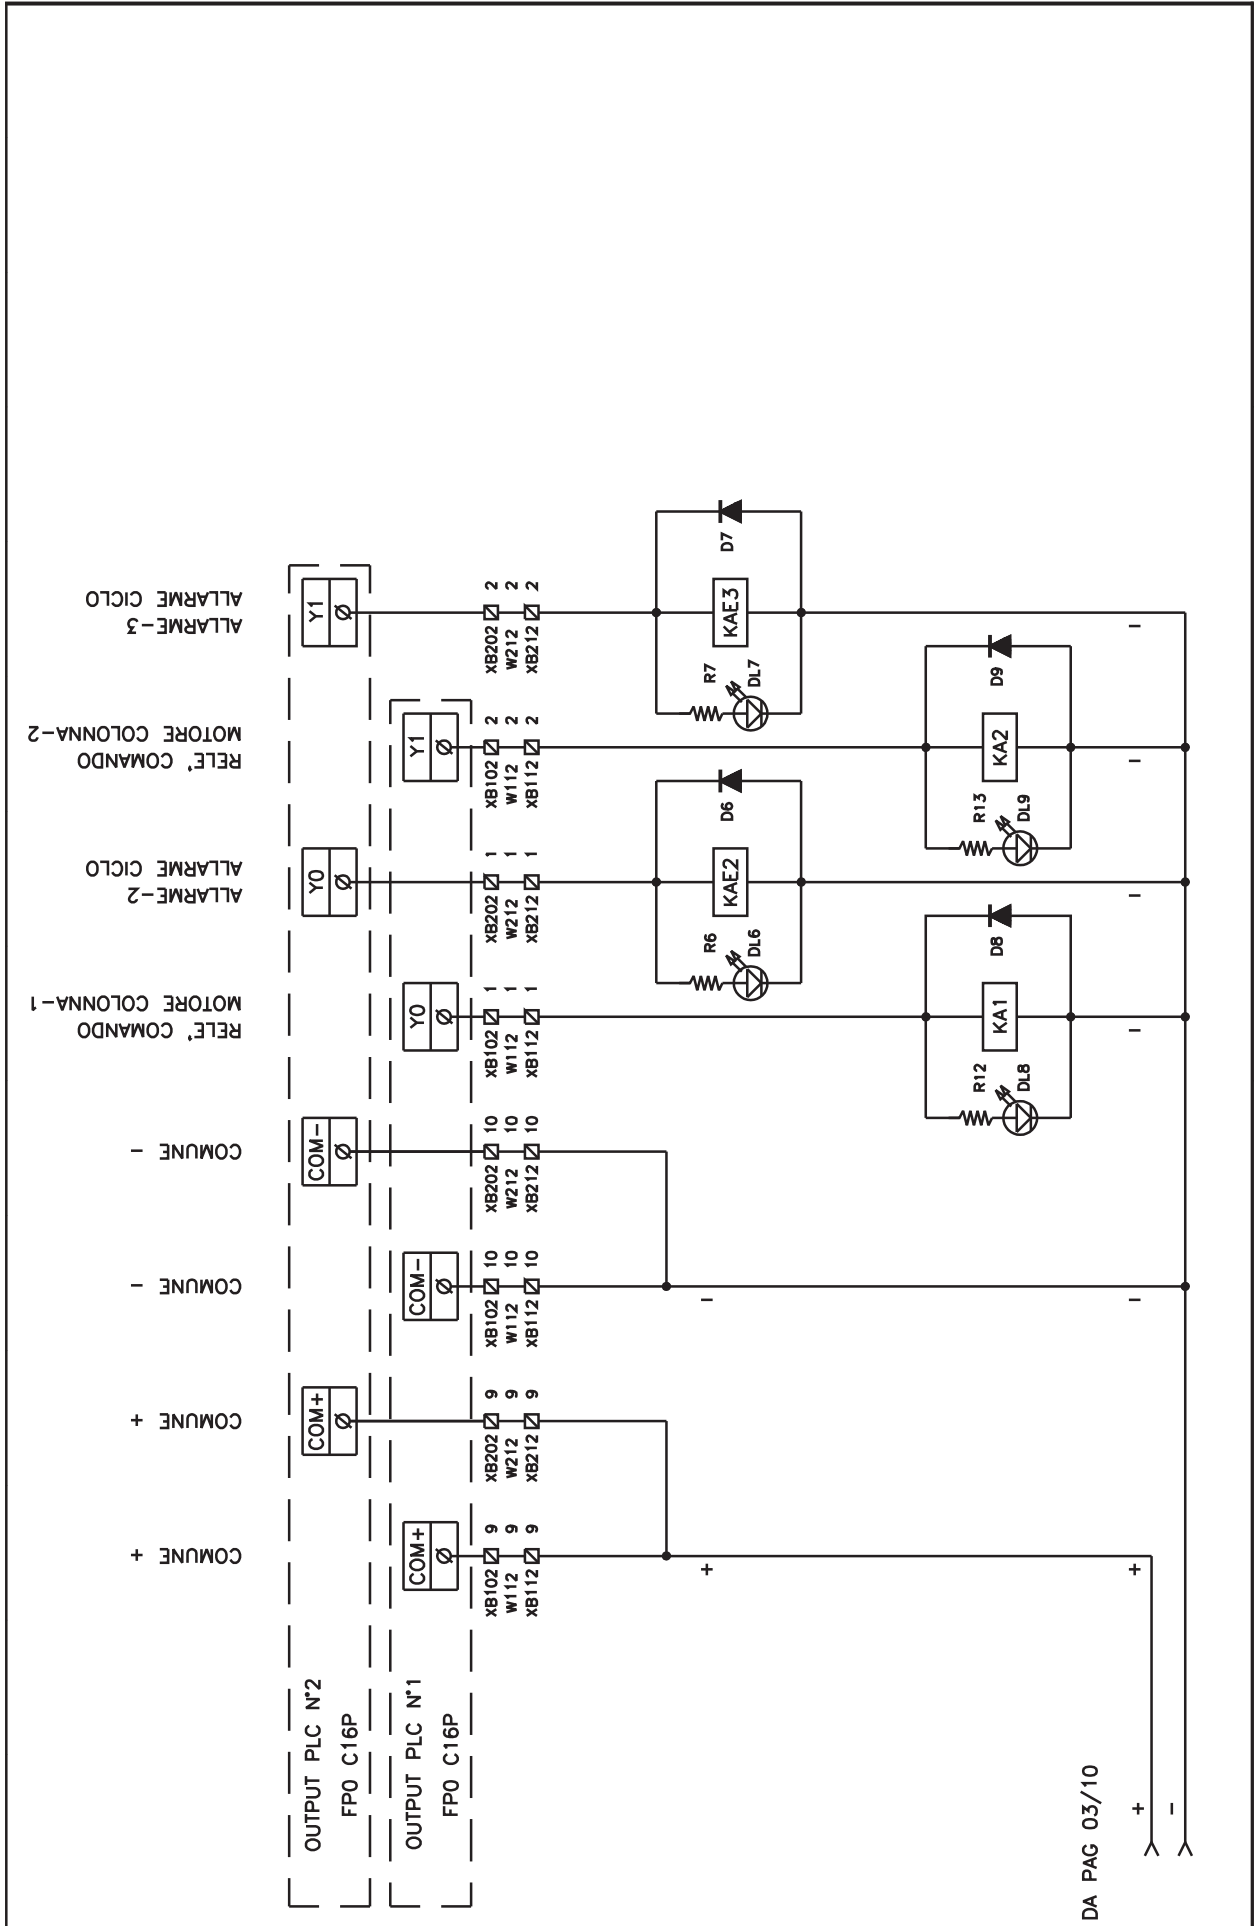 ALLARME-3
ALLARME CICLO
RELE' COMANDO
MOTORE COLONNA-2
ALLARME-2
ALLARME CICLO
RELE' COMANDO
MOTORE COLONNA-1
COMUNE -
COMUNE -
COMUNE +
COMUNE +
OUTPUT PLC N°2
FP0 C16P
COM+
COM-
Y0
Y1
OUTPUT PLC N°1
FP0 C16P
COM+
COM-
Y0
Y1
XB102 9
W112 9
XB112 9
XB202 9
W212 9
XB212 9
XB102 10
W112 10
XB112 10
XB202 10
W212 10
XB212 10
XB102 1
W112 1
XB112 1
XB202 1
W212 1
XB212 1
XB102 2
W112 2
XB112 2
XB202 2
W212 2
XB212 2
+
-
R6
DL6
KAE2
D6
R7
DL7
KAE3
D7
R12
DL8
KA1
D8
R13
DL9
KA2
D9
+
-
-
-
-
-
DA PAG 03/10
+
-